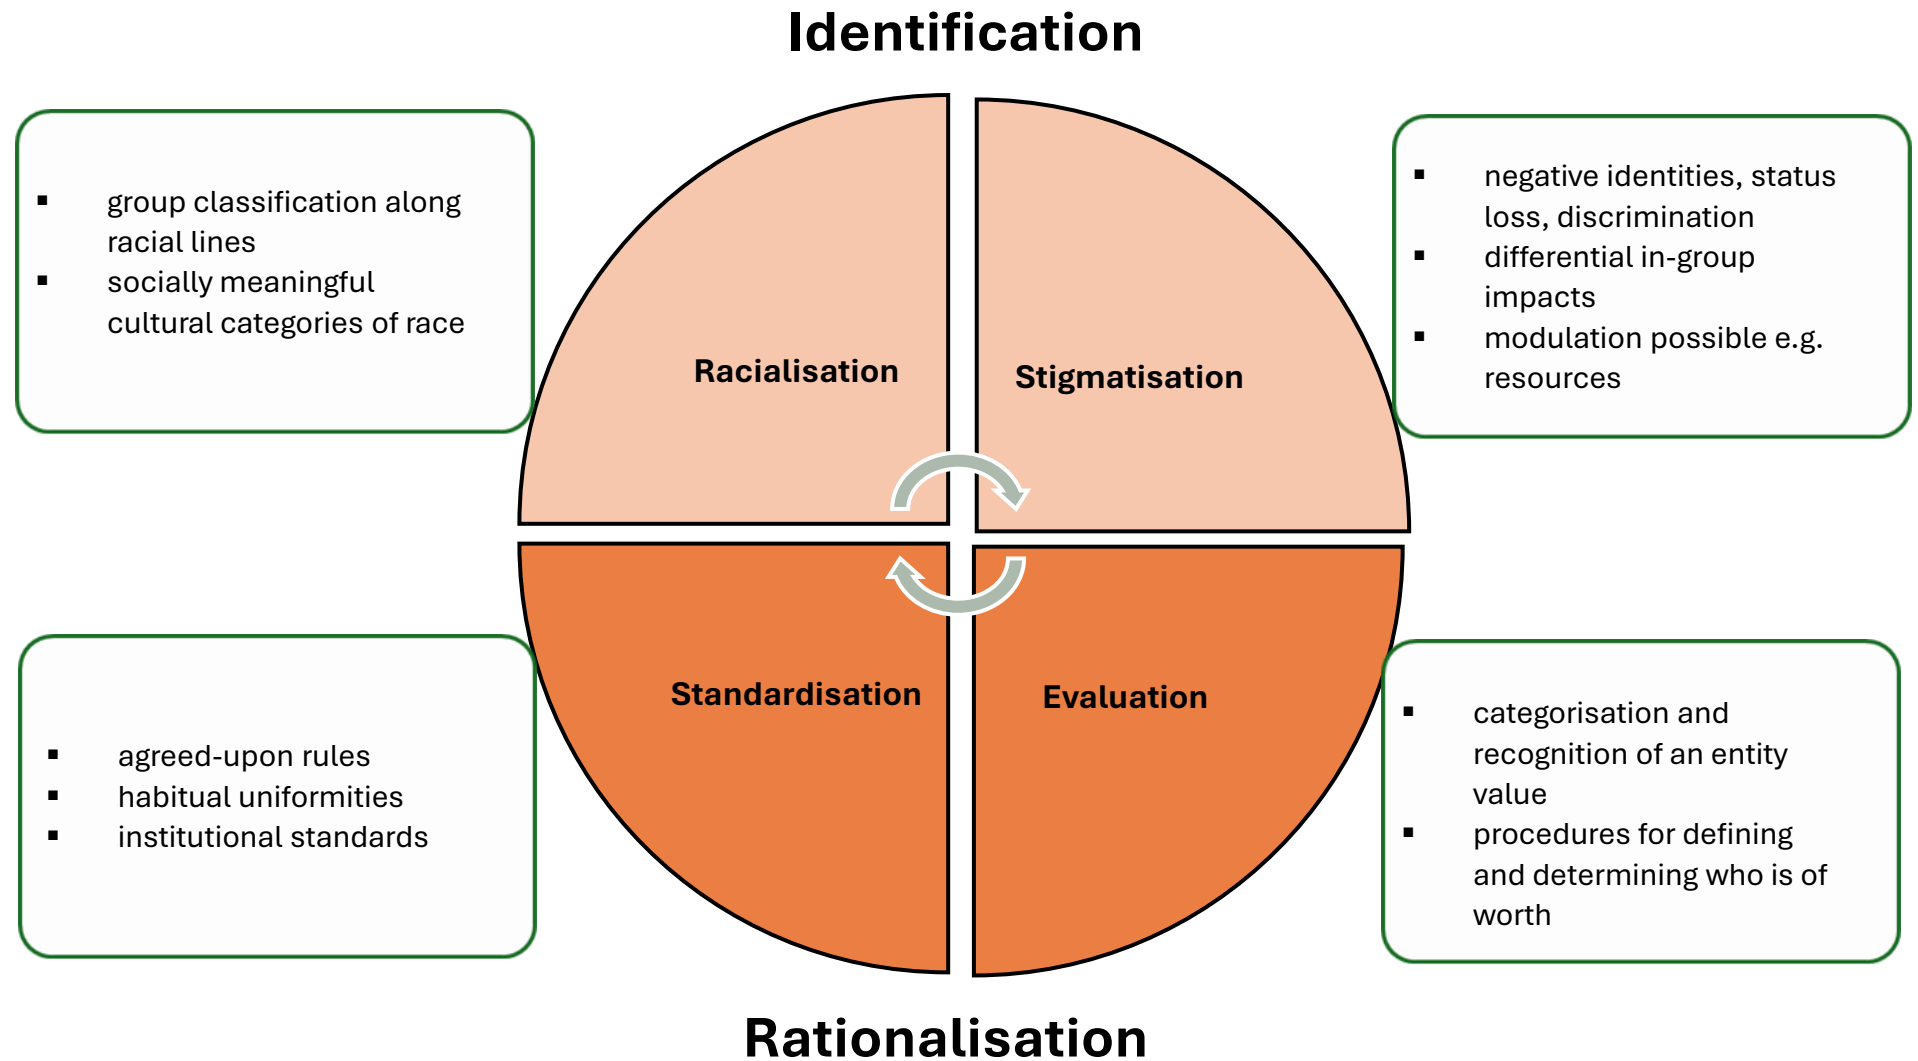 Identification
▪ group classification along
racial lines
▪ socially meaningful
cultural categories of race
▪ negative identities, status
loss, discrimination
▪ differential in-group
impacts
▪ modulation possible e.g.
resources
Racialisation
Stigmatisation
Standardisation
Evaluation
▪ agreed-upon rules
▪ habitual uniformities
▪ institutional standards
▪ categorisation and
recognition of an entity
value
▪ procedures for defining
and determining who is of
worth
Rationalisation